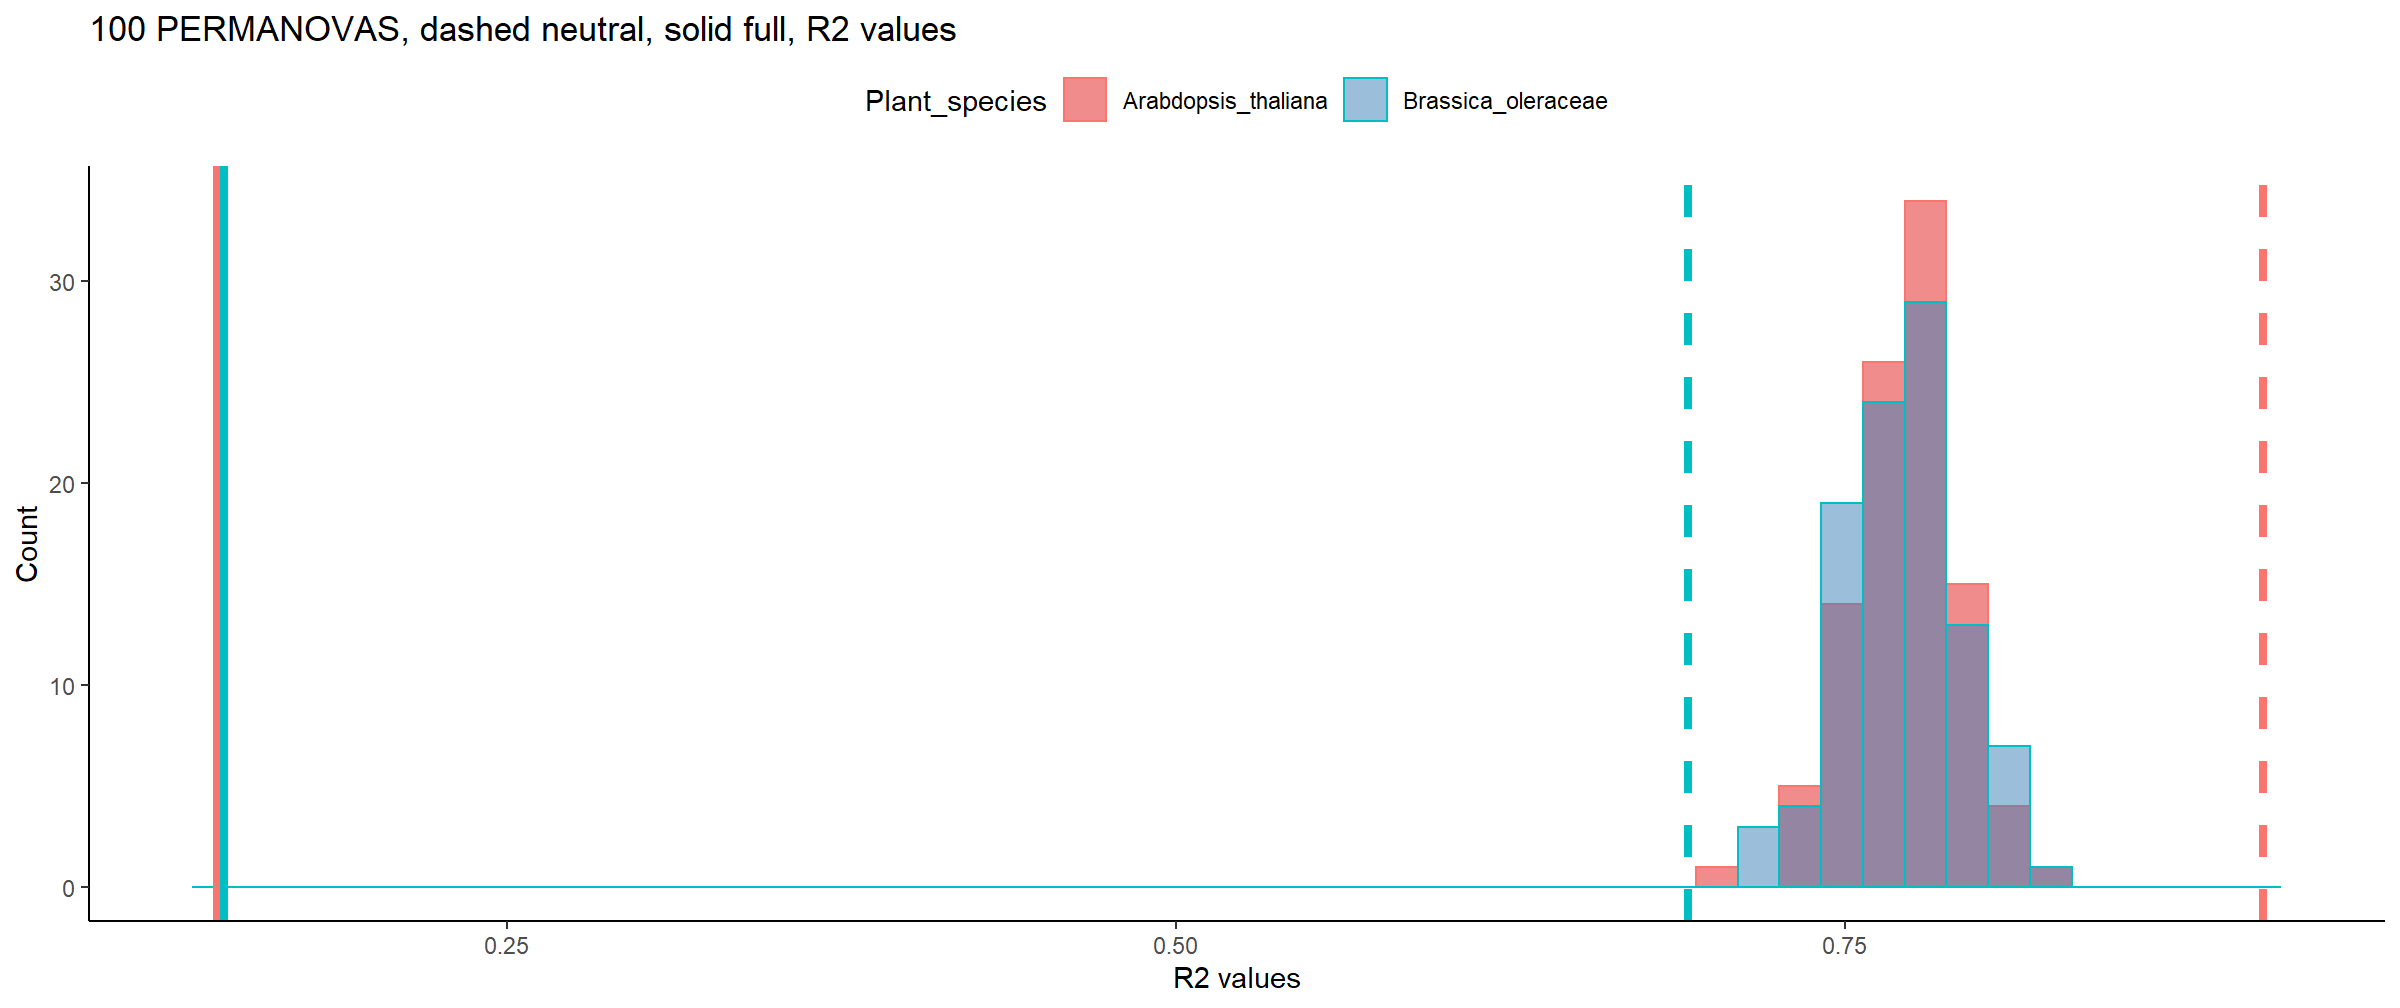 100 PERMANOVAS, dashed neutral, solid full, R2 values
Plant_species Arabdopsis_thaliana Brassica_oleraceae
30
20
10
0
Count
0.25 0.50 0.75
R2 values